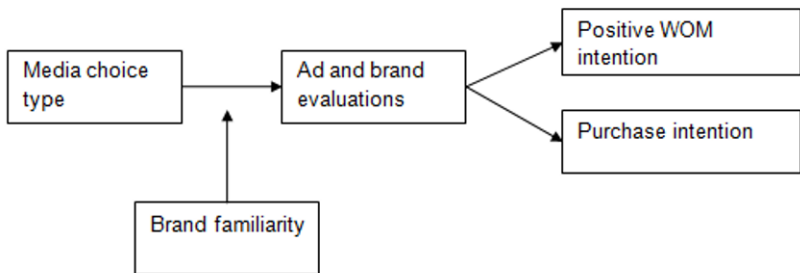 Media choice
type
Ad and brand
evaluations
Positive WOM
intention
Purchase intention
Brand familiarity